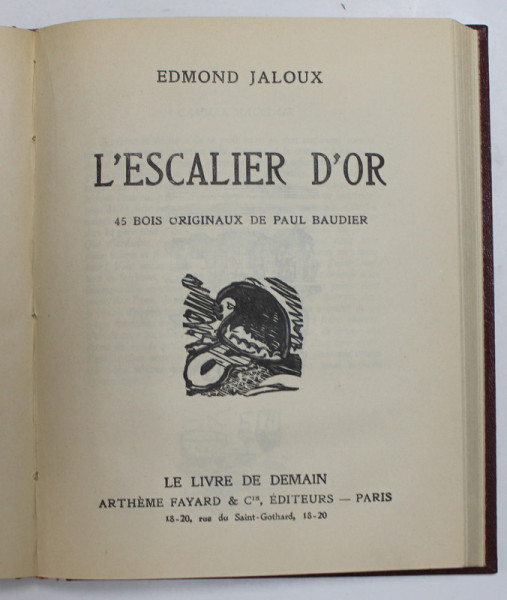 EDMOND JALOUX
L'ESCALIER D'OR
45 BOIS ORIGINAUX DE PAUL BAUDIER
LE LIVRE DE DEMAIN
ARTHÈME FAYARD & Cie, ÉDITEURS — PARIS
18-20, rue du Saint-Gothard, 18-20